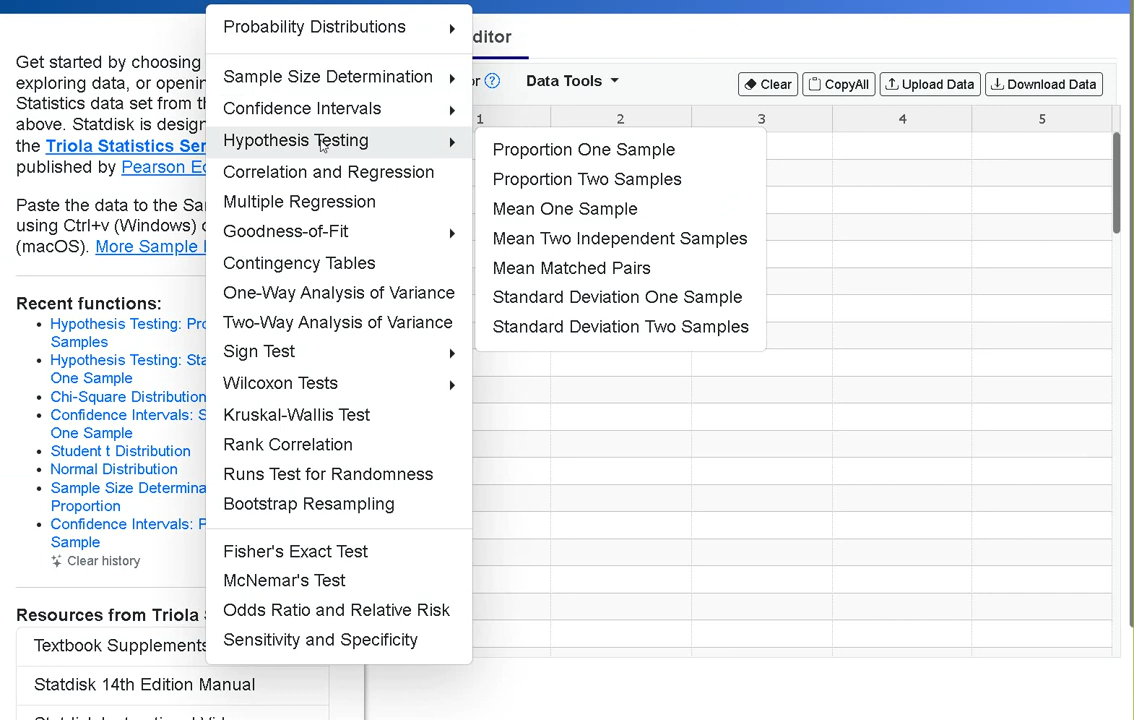 Probability Distributions
Sample Size Determination
Confidence Intervals
Hypothesis Testing
Correlation and Regression
Multiple Regression
Goodness-of-Fit
Contingency Tables
One-Way Analysis of Variance
Two-Way Analysis of Variance
Sign Test
Wilcoxon Tests
Kruskal-Wallis Test
Rank Correlation
Runs Test for Randomness
Bootstrap Resampling
Fisher's Exact Test
McNemar's Test
Odds Ratio and Relative Risk
Sensitivity and Specificity
Proportion One Sample
Proportion Two Samples
Mean One Sample
Mean Two Independent Samples
Mean Matched Pairs
Standard Deviation One Sample
Standard Deviation Two Samples
Get started by choosing
exploring data, or openin
Statistics data set from th
above. Statdisk is design
the Triola Statistics Ser
published by Pearson Ed
Paste the data to the Sa
using Ctrl+v (Windows) o
(macOS). More Sample
Recent functions:
Hypothesis Testing: Pro
Samples
Hypothesis Testing: Sta
One Sample
Chi-Square Distribution
Confidence Intervals: S
One Sample
Student t Distribution
Normal Distribution
Sample Size Determina
Proportion
Confidence Intervals: P
Sample
Clear history
Resources from Triola
Textbook Supplements
Statdisk 14th Edition Manual
ditor
or ? Data Tools Clear CopyAll Upload Data Download Data
1 2 3 4 5